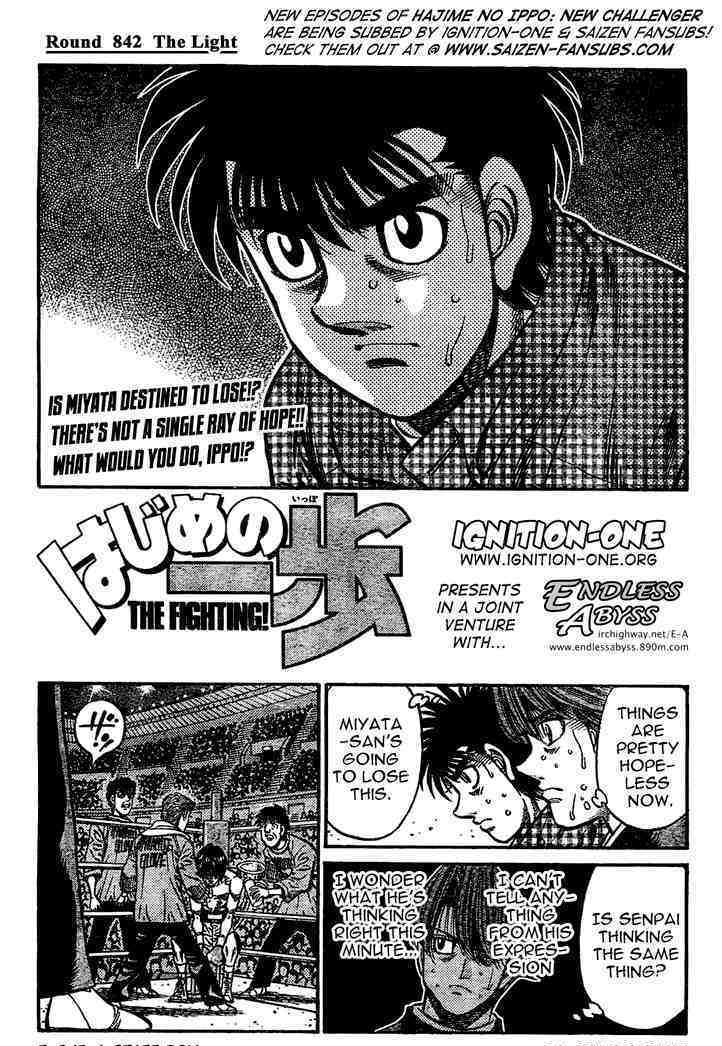 Round 842 The Light
NEW EPISODES OF HAJIME NO IPPO: NEW CHALLENGER
ARE BEING SUBBED BY IGNITION-ONE & SAIZEN FANSUBS!
CHECK THEM OUT AT @ WWW.SAIZEN-FANSUBS.COM
IS MIYATA DESTINED TO LOSE!?
THERE'S NOT A SINGLE RAY OF HOPE!!
WHAT WOULD YOU DO, IPPO!?
はじめの一歩
いっぽ
THE FIGHTING!
IGNITION-ONE
WWW.IGNITION-ONE.ORG
PRESENTS
IN A JOINT
VENTURE
WITH...
ENDLESS
ABYSS
irchighway.net/E-A
www.endlessabyss.890m.com
THINGS
ARE
PRETTY
HOPE-
LESS
NOW.
MIYATA
-SAN'S
GOING
TO LOSE
THIS.
IS SENPAI
THINKING
THE SAME
THING?
I CAN'T
TELL ANY-
THING
FROM HIS
EXPRES-
SION
I WONDER
WHAT HE'S
THINKING
RIGHT THIS
MINUTE...